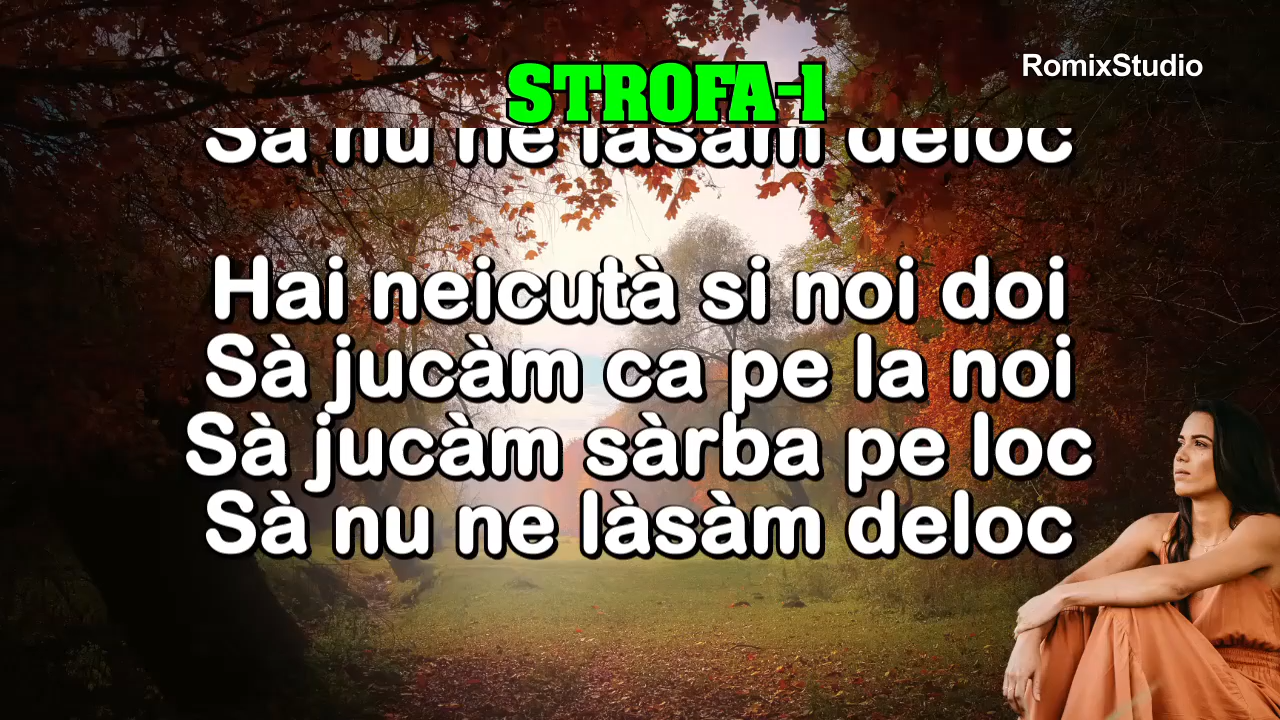 RomixStudio
STROFA-1
Sà nu ne làsàm deloc
Hai neicutà si noi doi
Sà jucàm ca pe la noi
Sà jucàm sàrba pe loc
Sà nu ne làsàm deloc